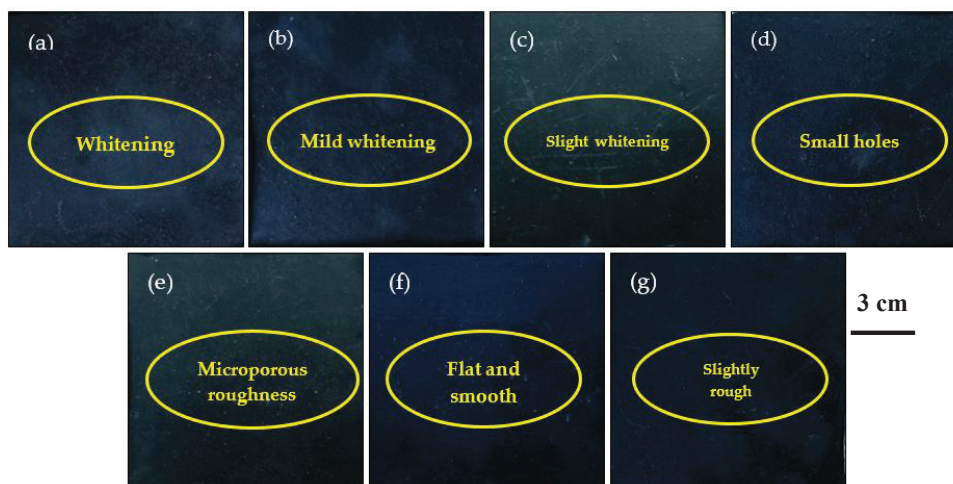 (a)
Whitening
(b)
Mild whitening
(c)
Slight whitening
(d)
Small holes
(e)
Microporous
roughness
(f)
Flat and
smooth
(g)
Slightly
rough
3 cm